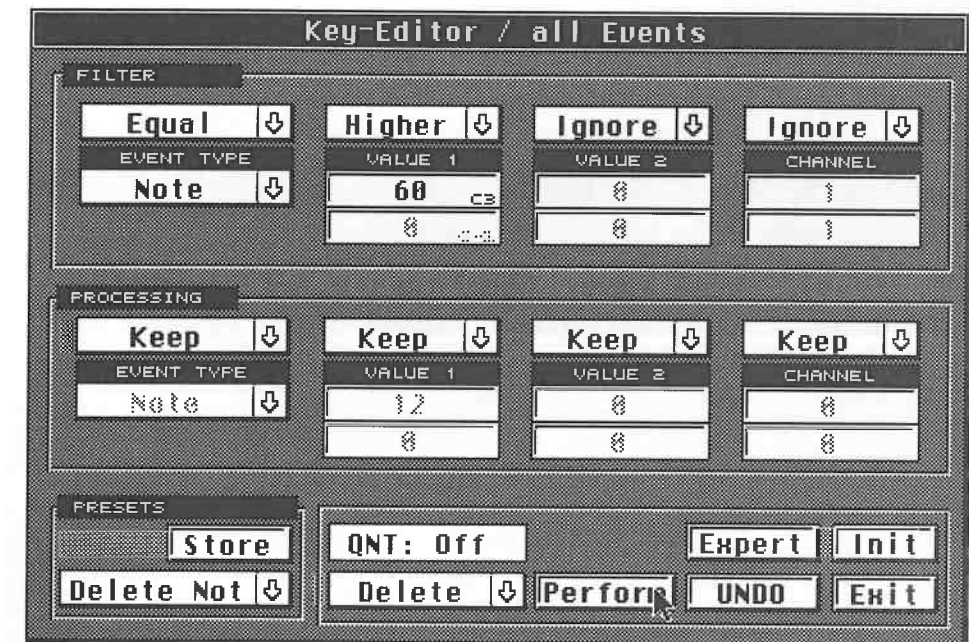 Key-Editor / all Events
FILTER
Equal Higher Ignore Ignore
EVENT TYPE VALUE 1 VALUE 2 CHANNEL
Note 60 C3 0 1
0 C-2 0 1
PROCESSING
Keep Keep Keep Keep
EVENT TYPE VALUE 1 VALUE 2 CHANNEL
Note 12 0 0
0 0 0
PRESETS
Store QNT: Off Expert Init
Delete Not Delete Perform UNDO Exit